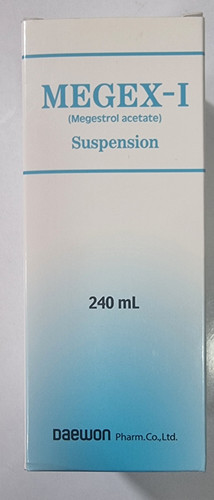 MEGEX-I
(Megestrol acetate)
Suspension
240 mL
Daewon Pharm.Co.,Ltd.